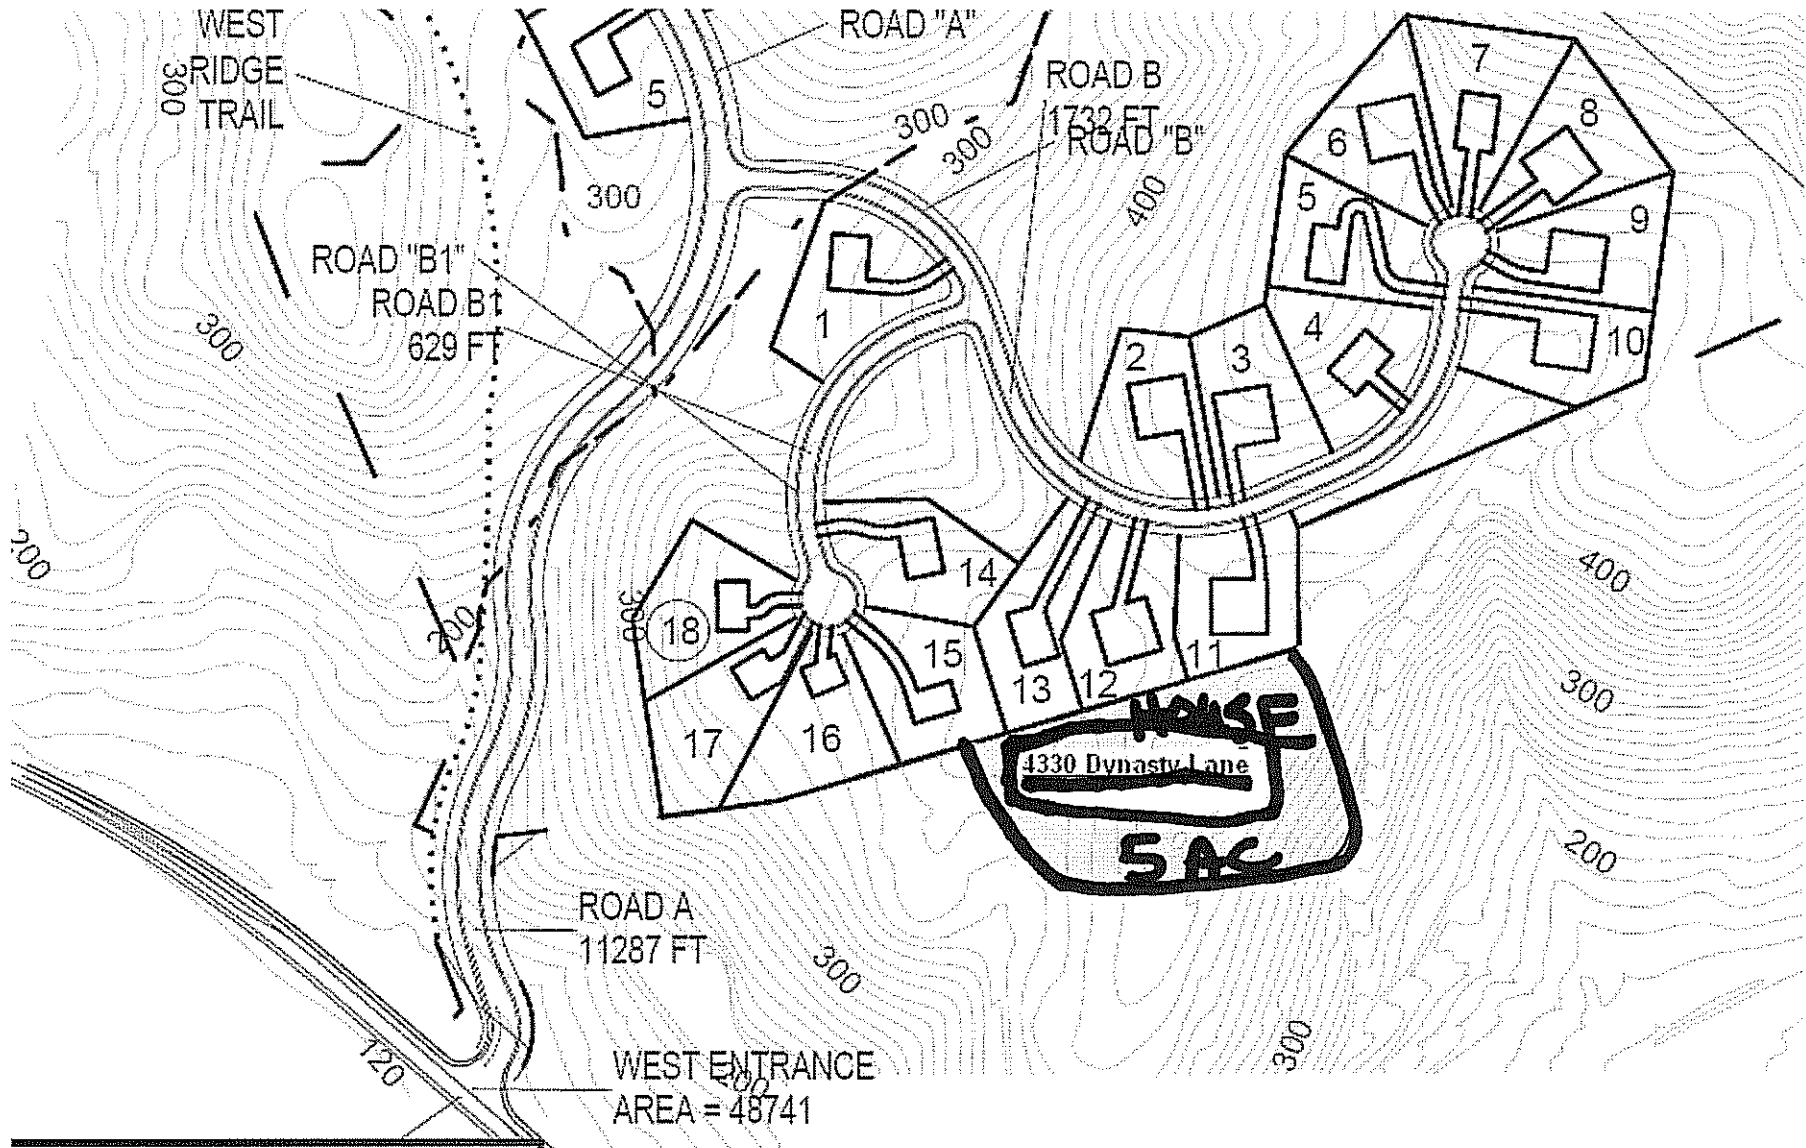 WEST
RIDGE
TRAIL
300
5
ROAD "A"
ROAD B
1732 FT
ROAD "B"
300
300
300
400
7
8
6
5
9
4
10
ROAD "B1"
ROAD B1
629 FT
300
1
2
3
200
200
300
18
14
15
13
12
11
17
16
400
300
200
HOUSE
4330 Dynasty Lane
5 AC
ROAD A
11287 FT
300
300
120
WEST ENTRANCE
200
AREA = 48741